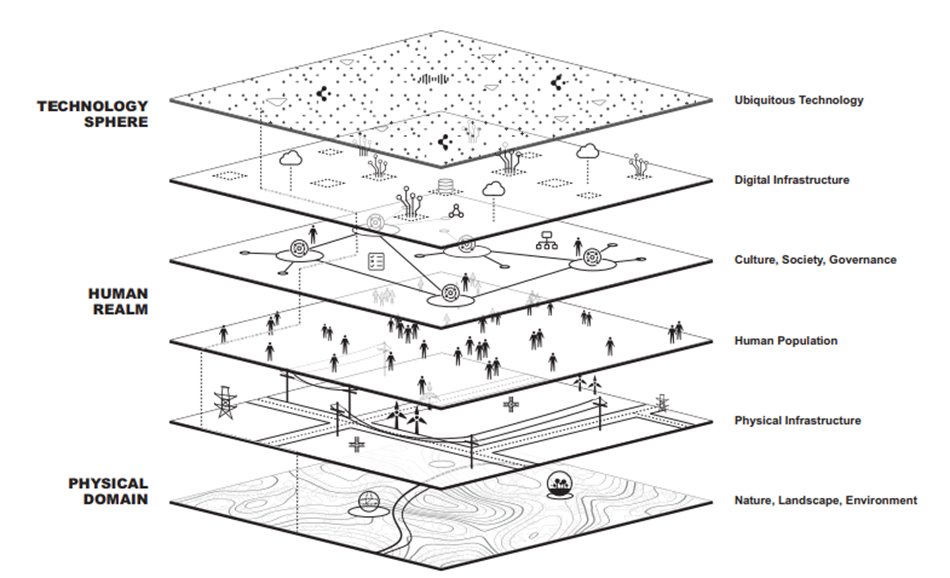 TECHNOLOGY
SPHERE
Ubiquitous Technology
Digital Infrastructure
Culture, Society, Governance
HUMAN
REALM
Human Population
Physical Infrastructure
PHYSICAL
DOMAIN
Nature, Landscape, Environment